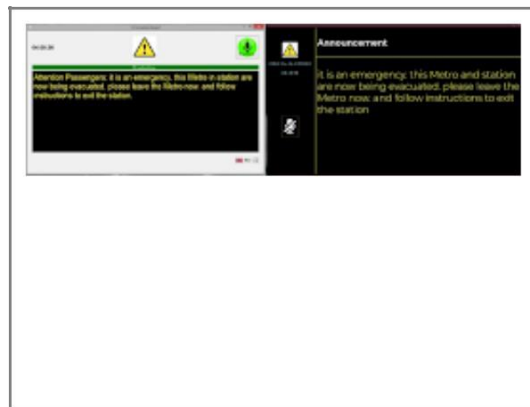 Attention Passengers: it is an emergency, this Metro in station are
now being evacuated, please leave the Metro now, and follow
instructions to exit the station.
Announcement
it is an emergency, this Metro and station
are now being evacuated, please leave the
Metro now, and follow instructions to exit
the station